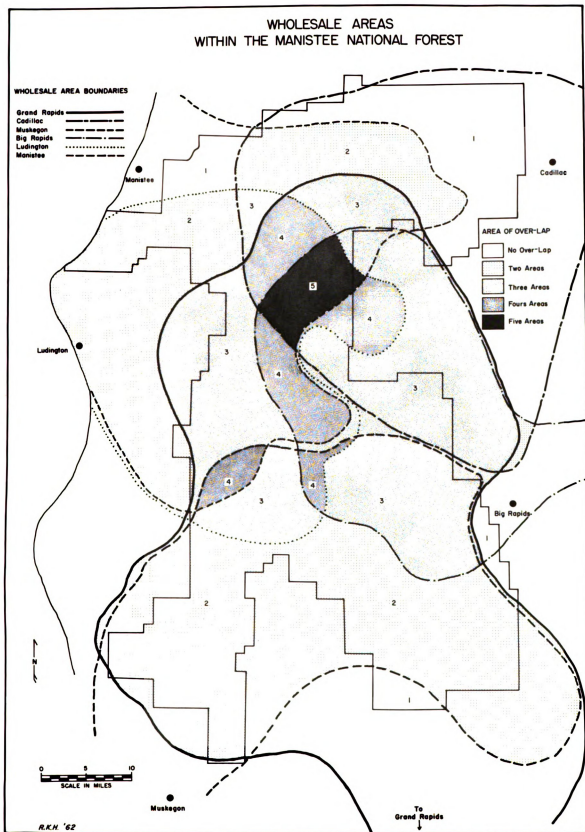 WHOLESALE AREAS
WITHIN THE MANISTEE NATIONAL FOREST
WHOLESALE AREA BOUNDARIES
Grand Rapids
Cadillac
Muskegon
Big Rapids
Ludington
Manistee
1
2
1
Manistee
Cadillac
2
3
3
4
AREA OF OVER-LAP
No Over-Lap
Two Areas
Three Areas
Fours Areas
Five Areas
5
4
Ludington
3
4
3
4
4
3
3
Big Rapids
1
2
2
N
1
0 5 10
SCALE IN MILES
Muskegon
To
Grand Rapids
R.K.H. '62